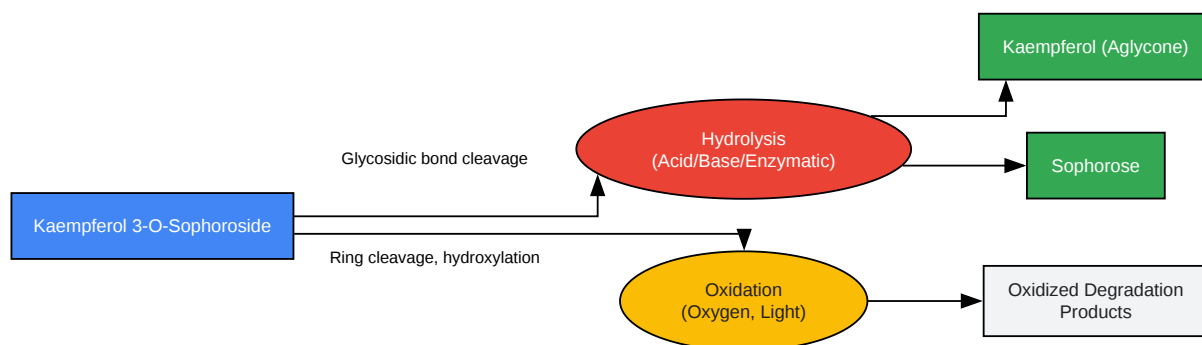 Kaempferol (Aglycone)
Hydrolysis
(Acid/Base/Enzymatic)
Glycosidic bond cleavage
Sophorose
Kaempferol 3-O-Sophoroside
Ring cleavage, hydroxylation
Oxidation
(Oxygen, Light)
Oxidized Degradation
Products